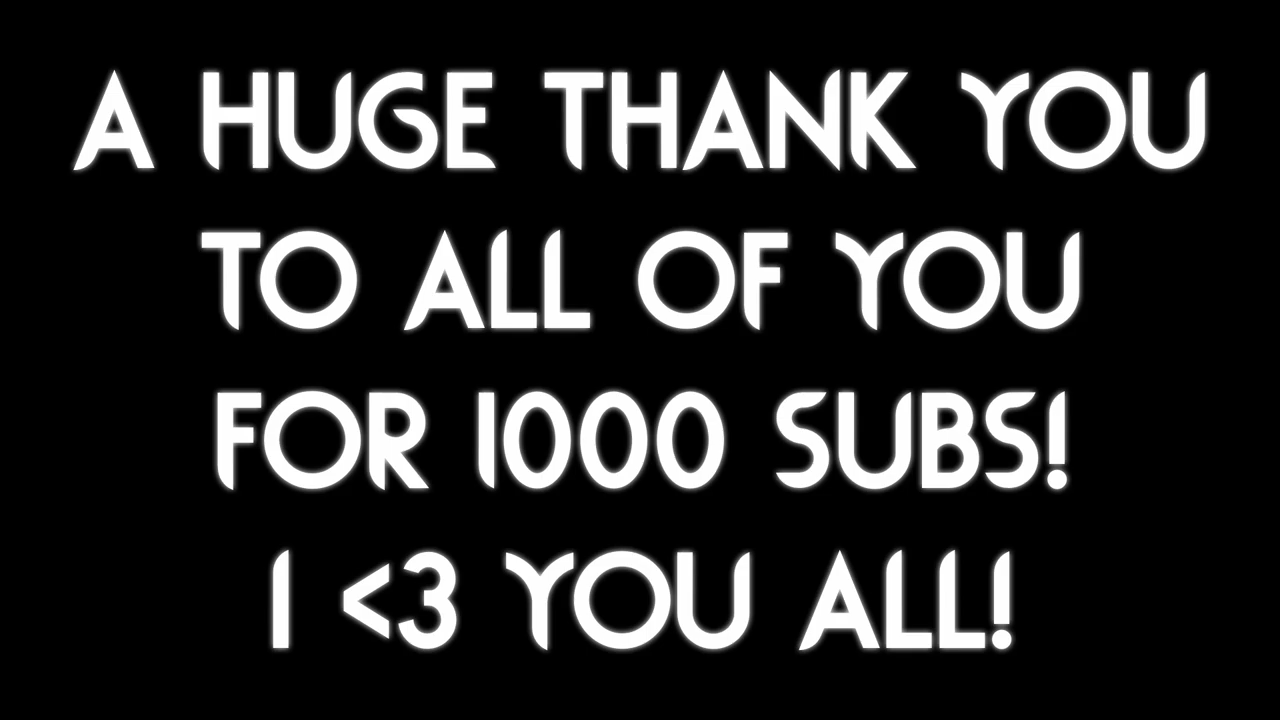 A HUGE THANK YOU
TO ALL OF YOU
FOR 1000 SUBS!
I <3 YOU ALL!